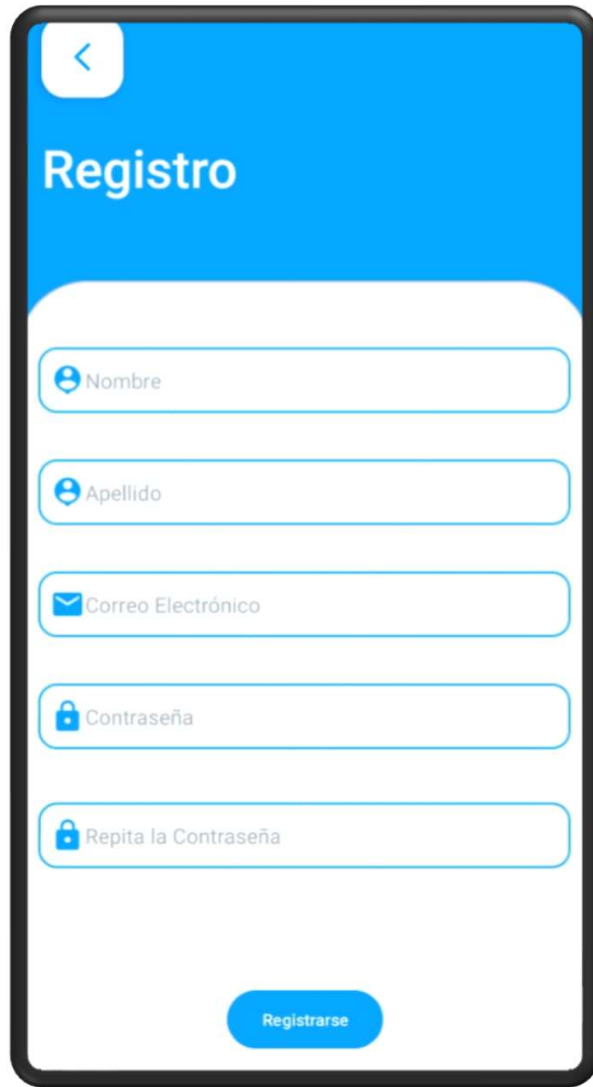 Registro
Nombre
Apellido
Correo Electrónico
Contraseña
Repita la Contraseña
Registrarse